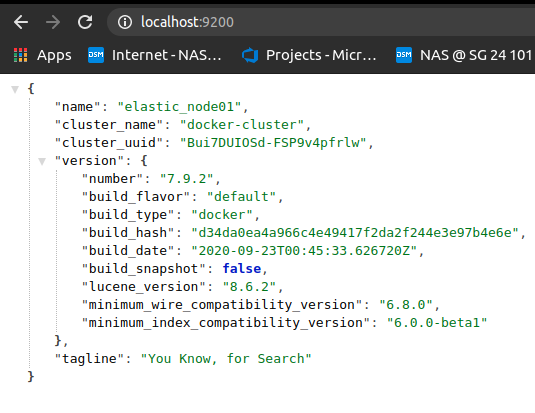 localhost:9200
Apps
DSM Internet - NAS…
Projects - Micr…
DSM NAS @ SG 24 101
{
"name": "elastic_node01",
"cluster_name": "docker-cluster",
"cluster_uuid": "Bui7DUIOSd-FSP9v4pfrlw",
"version": {
"number": "7.9.2",
"build_flavor": "default",
"build_type": "docker",
"build_hash": "d34da0ea4a966c4e49417f2da2f244e3e97b4e6e",
"build_date": "2020-09-23T00:45:33.626720Z",
"build_snapshot": false,
"lucene_version": "8.6.2",
"minimum_wire_compatibility_version": "6.8.0",
"minimum_index_compatibility_version": "6.0.0-beta1"
},
"tagline": "You Know, for Search"
}